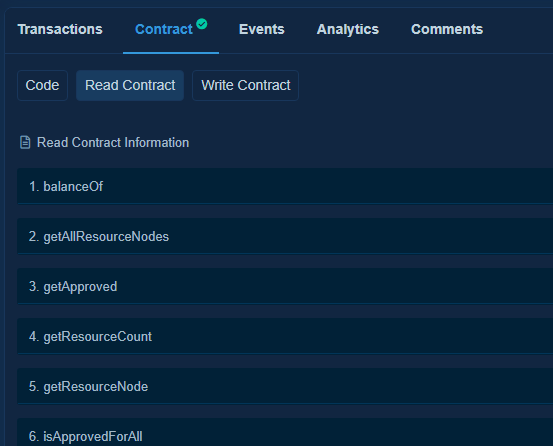 Transactions Contract Events Analytics Comments
Code Read Contract Write Contract
Read Contract Information
1. balanceOf
2. getAllResourceNodes
3. getApproved
4. getResourceCount
5. getResourceNode
6. isApprovedForAll